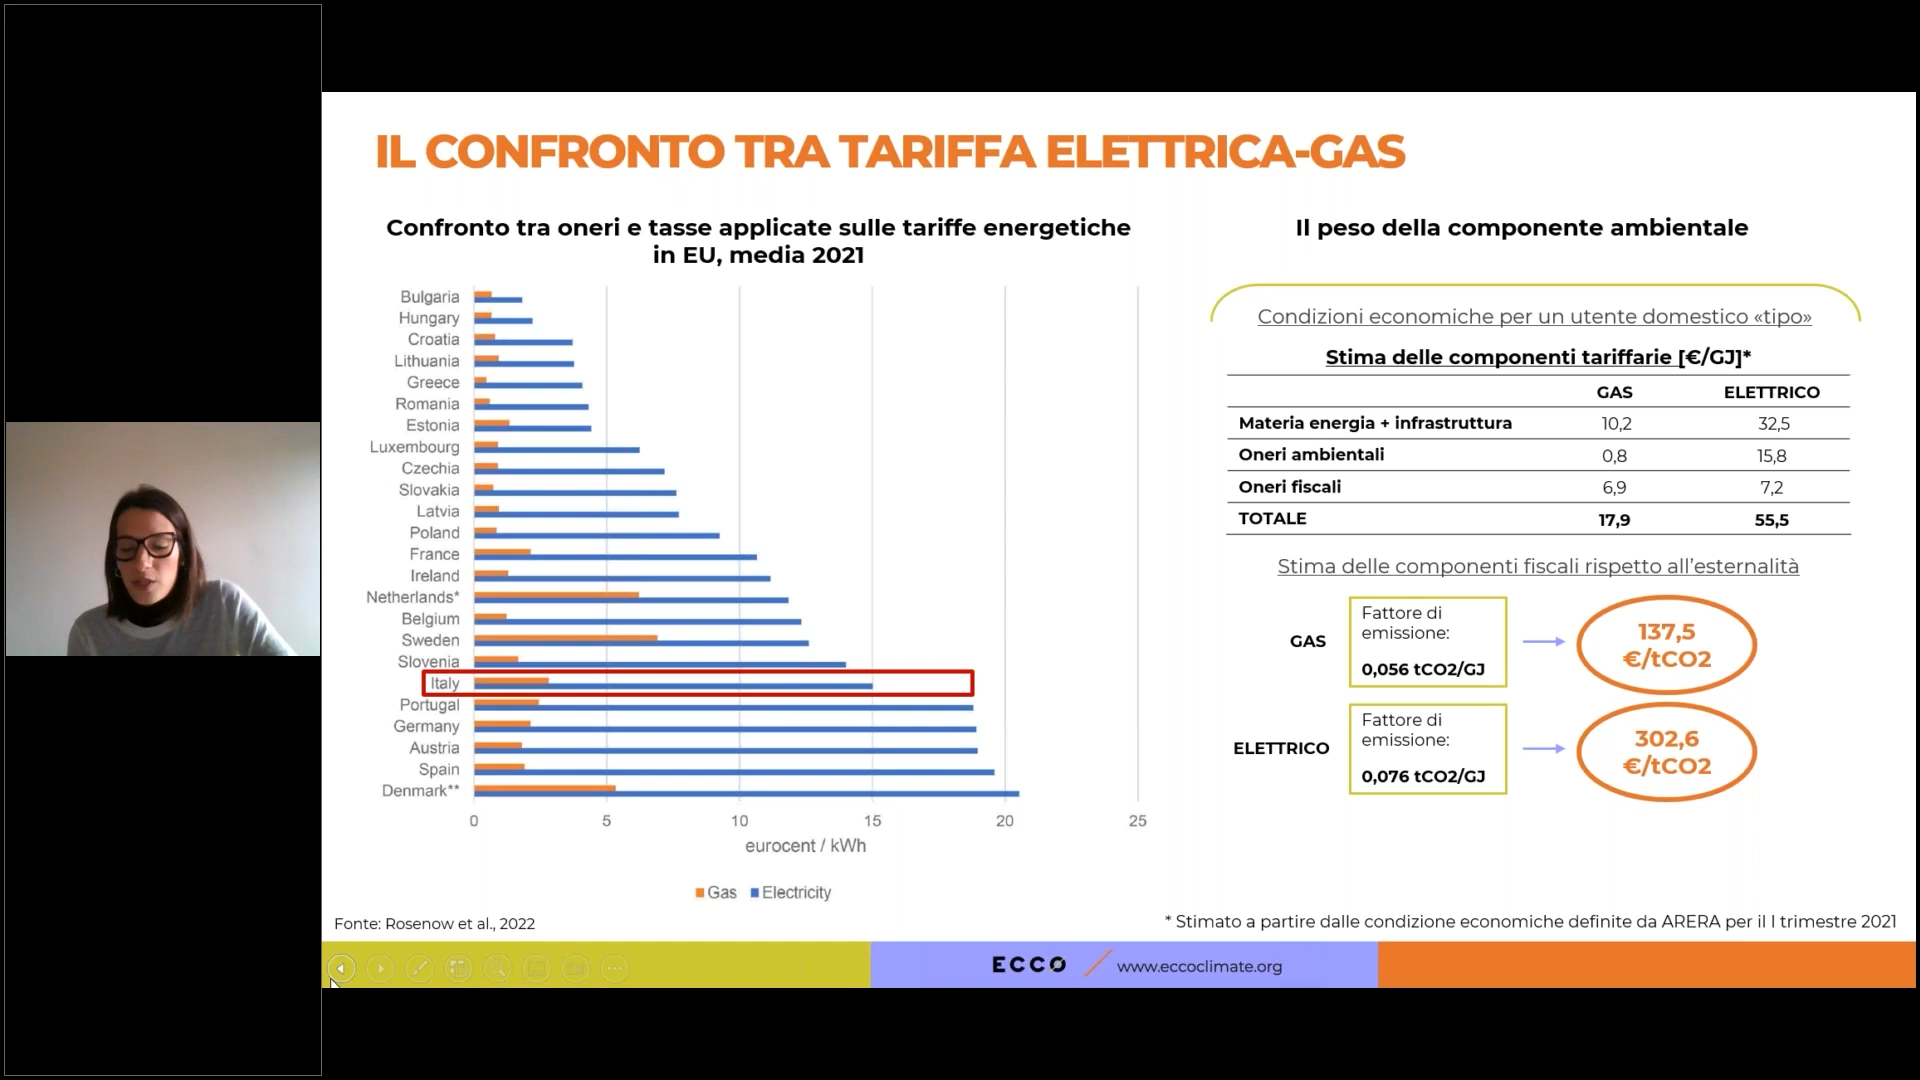 IL CONFRONTO TRA TARIFFA ELETTRICA-GAS
Confronto tra oneri e tasse applicate sulle tariffe energetiche
in EU, media 2021
Bulgaria
Hungary
Croatia
Lithuania
Greece
Romania
Estonia
Luxembourg
Czechia
Slovakia
Latvia
Poland
France
Ireland
Netherlands*
Belgium
Sweden
Slovenia
Italy
Portugal
Germany
Austria
Spain
Denmark**
0 5 10 15 20 25
eurocent / kWh
Gas Electricity
Fonte: Rosenow et al., 2022
Il peso della componente ambientale
Condizioni economiche per un utente domestico «tipo»
Stima delle componenti tariffarie [€/GJ]*
GAS ELETTRICO
Materia energia + infrastruttura 10,2 32,5
Oneri ambientali 0,8 15,8
Oneri fiscali 6,9 7,2
TOTALE 17,9 55,5
Stima delle componenti fiscali rispetto all'esternalità
GAS
Fattore di
emissione:
0,056 tCO2/GJ
137,5
€/tCO2
ELETTRICO
Fattore di
emissione:
0,076 tCO2/GJ
302,6
€/tCO2
* Stimato a partire dalle condizione economiche definite da ARERA per il I trimestre 2021
ECCO www.eccoclimate.org